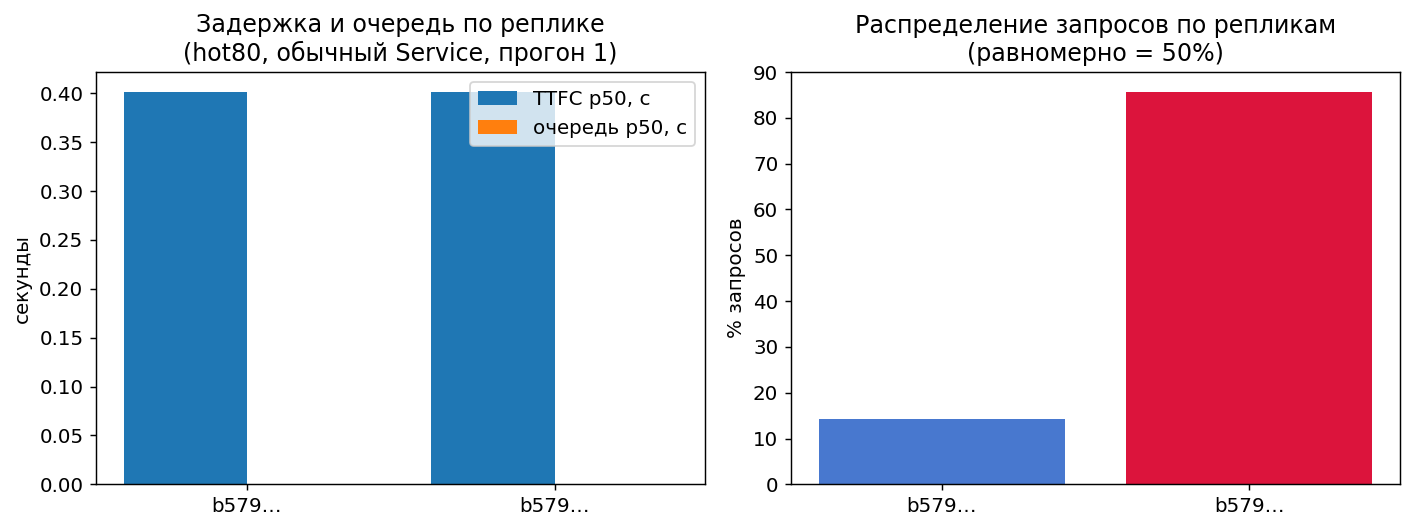 Задержка и очередь по реплике
(hot80, обычный Service, прогон 1)
0.40
0.35
0.30
0.25
0.20
0.15
0.10
0.05
0.00
секунды
TTFC p50, с
очередь p50, с
b579...
b579...
Распределение запросов по репликам
(равномерно = 50%)
90
80
70
60
50
40
30
20
10
0
% запросов
b579...
b579...